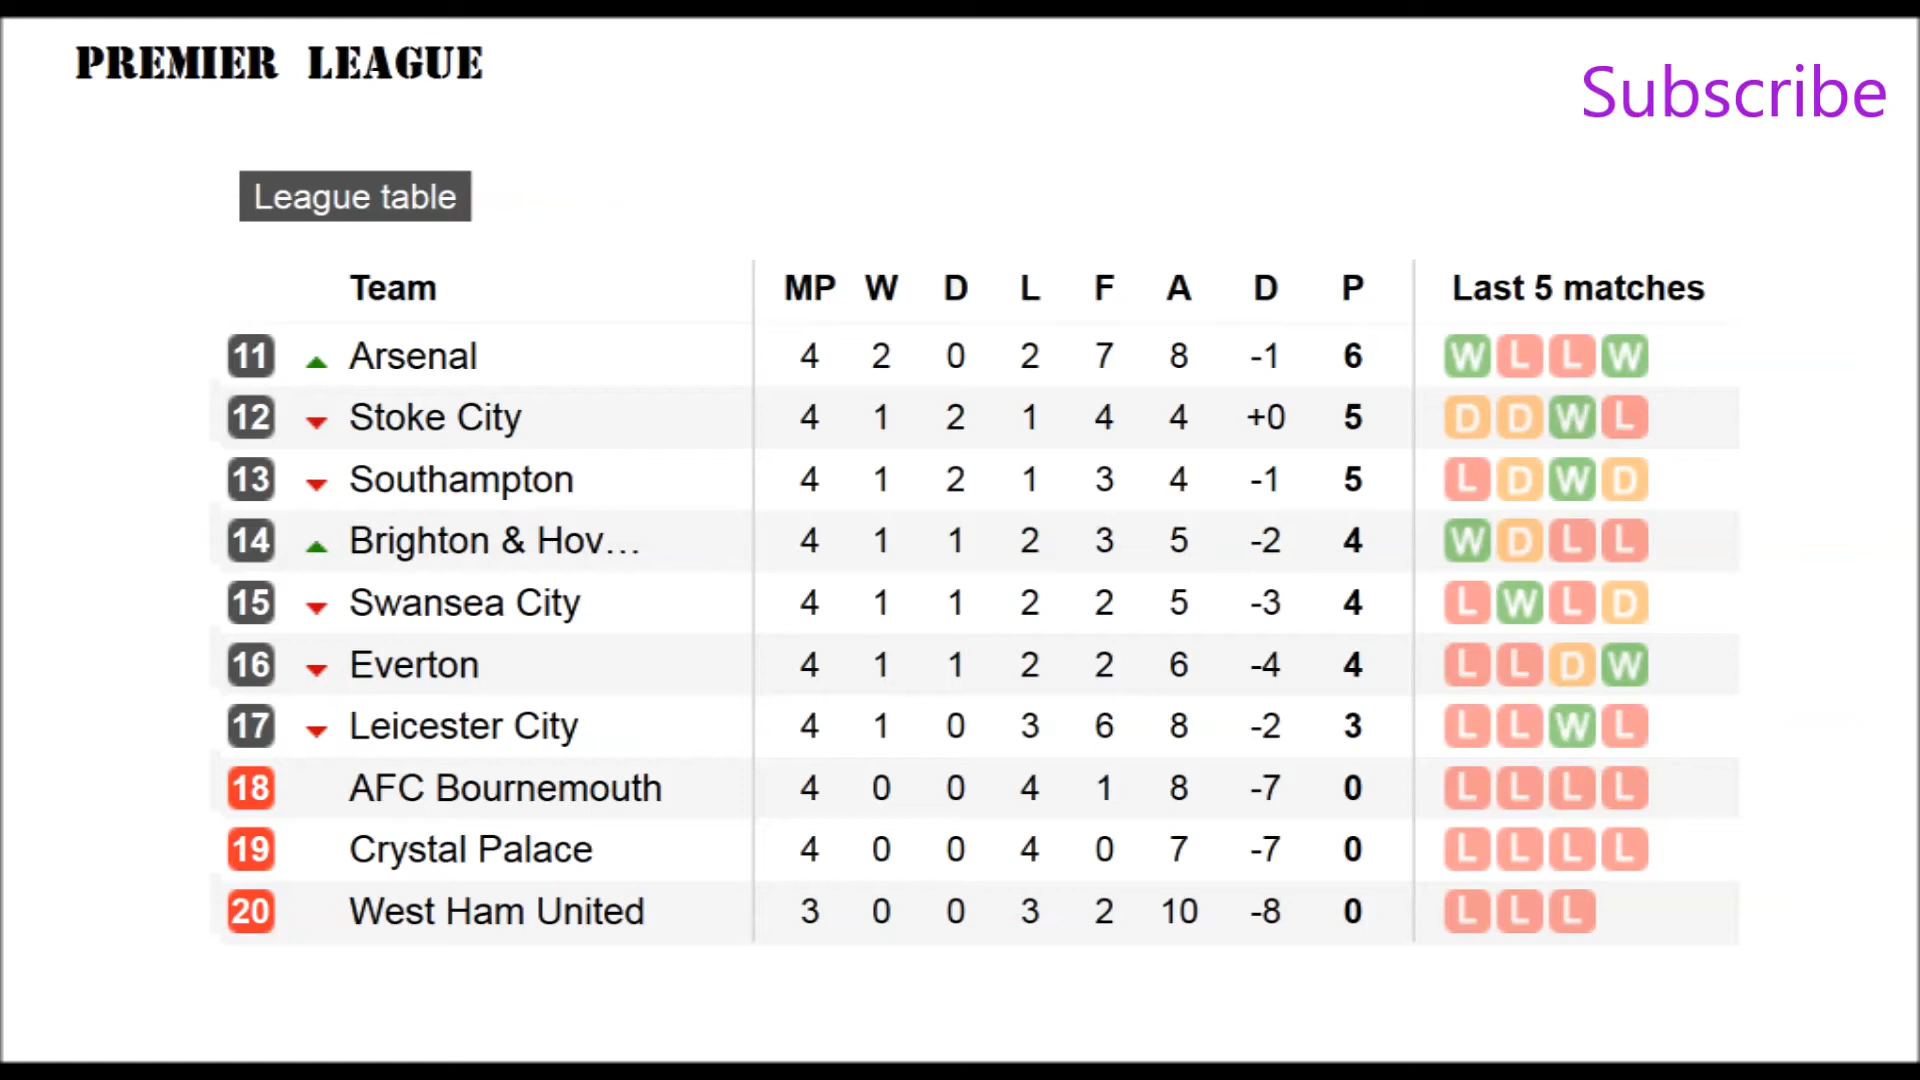 PREMIER LEAGUE
Subscribe
League table
Team MP W D L F A D P Last 5 matches
11 Arsenal 4 2 0 2 7 8 -1 6 W L L W
12 Stoke City 4 1 2 1 4 4 +0 5 D D W L
13 Southampton 4 1 2 1 3 4 -1 5 L D W D
14 Brighton & Hov... 4 1 1 2 3 5 -2 4 W D L L
15 Swansea City 4 1 1 2 2 5 -3 4 L W L D
16 Everton 4 1 1 2 2 6 -4 4 L L D W
17 Leicester City 4 1 0 3 6 8 -2 3 L L W L
18 AFC Bournemouth 4 0 0 4 1 8 -7 0 L L L L
19 Crystal Palace 4 0 0 4 0 7 -7 0 L L L L
20 West Ham United 3 0 0 3 2 10 -8 0 L L L